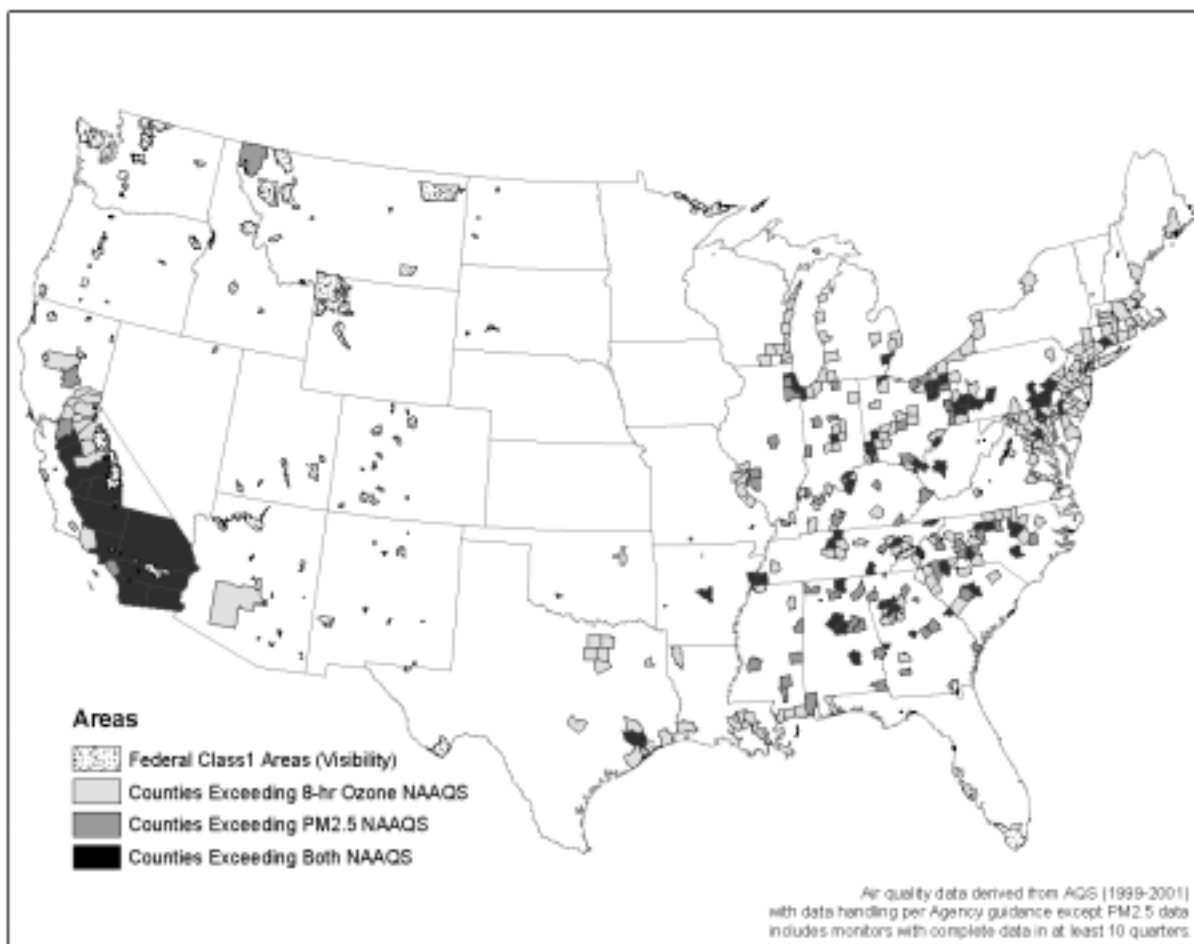 Areas
Federal Class1 Areas (Visibility)
Counties Exceeding 8-hr Ozone NAAQS
Counties Exceeding PM2.5 NAAQS
Counties Exceeding Both NAAQS
Air quality data derived from AQS (1999-2001)
with data handling per Agency guidance except PM2.5 data
includes monitors with complete data in at least 10 quarters.